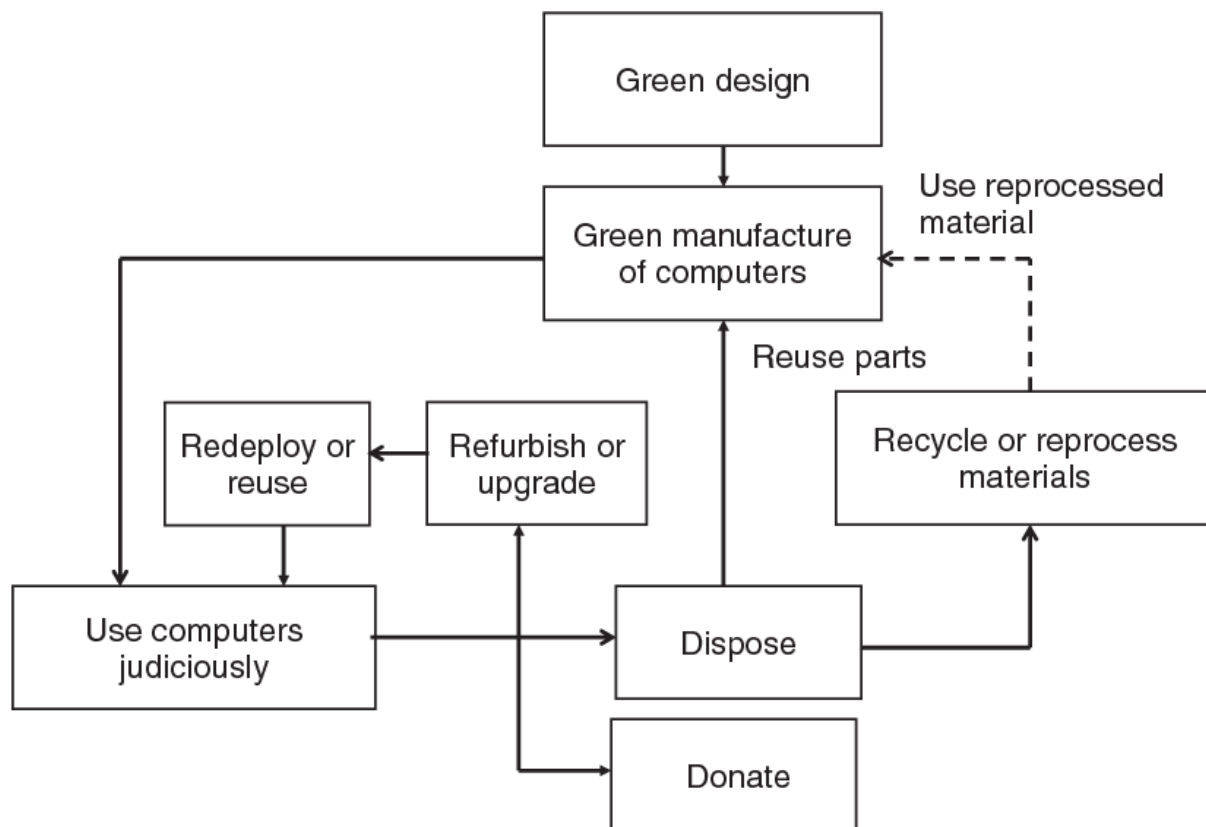 Green design
Use reprocessed
material
Green manufacture
of computers
Reuse parts
Redeploy or
reuse
Refurbish or
upgrade
Recycle or reprocess
materials
Use computers
judiciously
Dispose
Donate